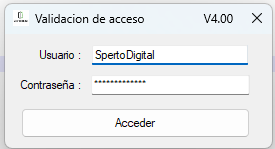 Validacion de acceso V4.00
Usuario : SpertoDigital
Contraseña : *************
Acceder